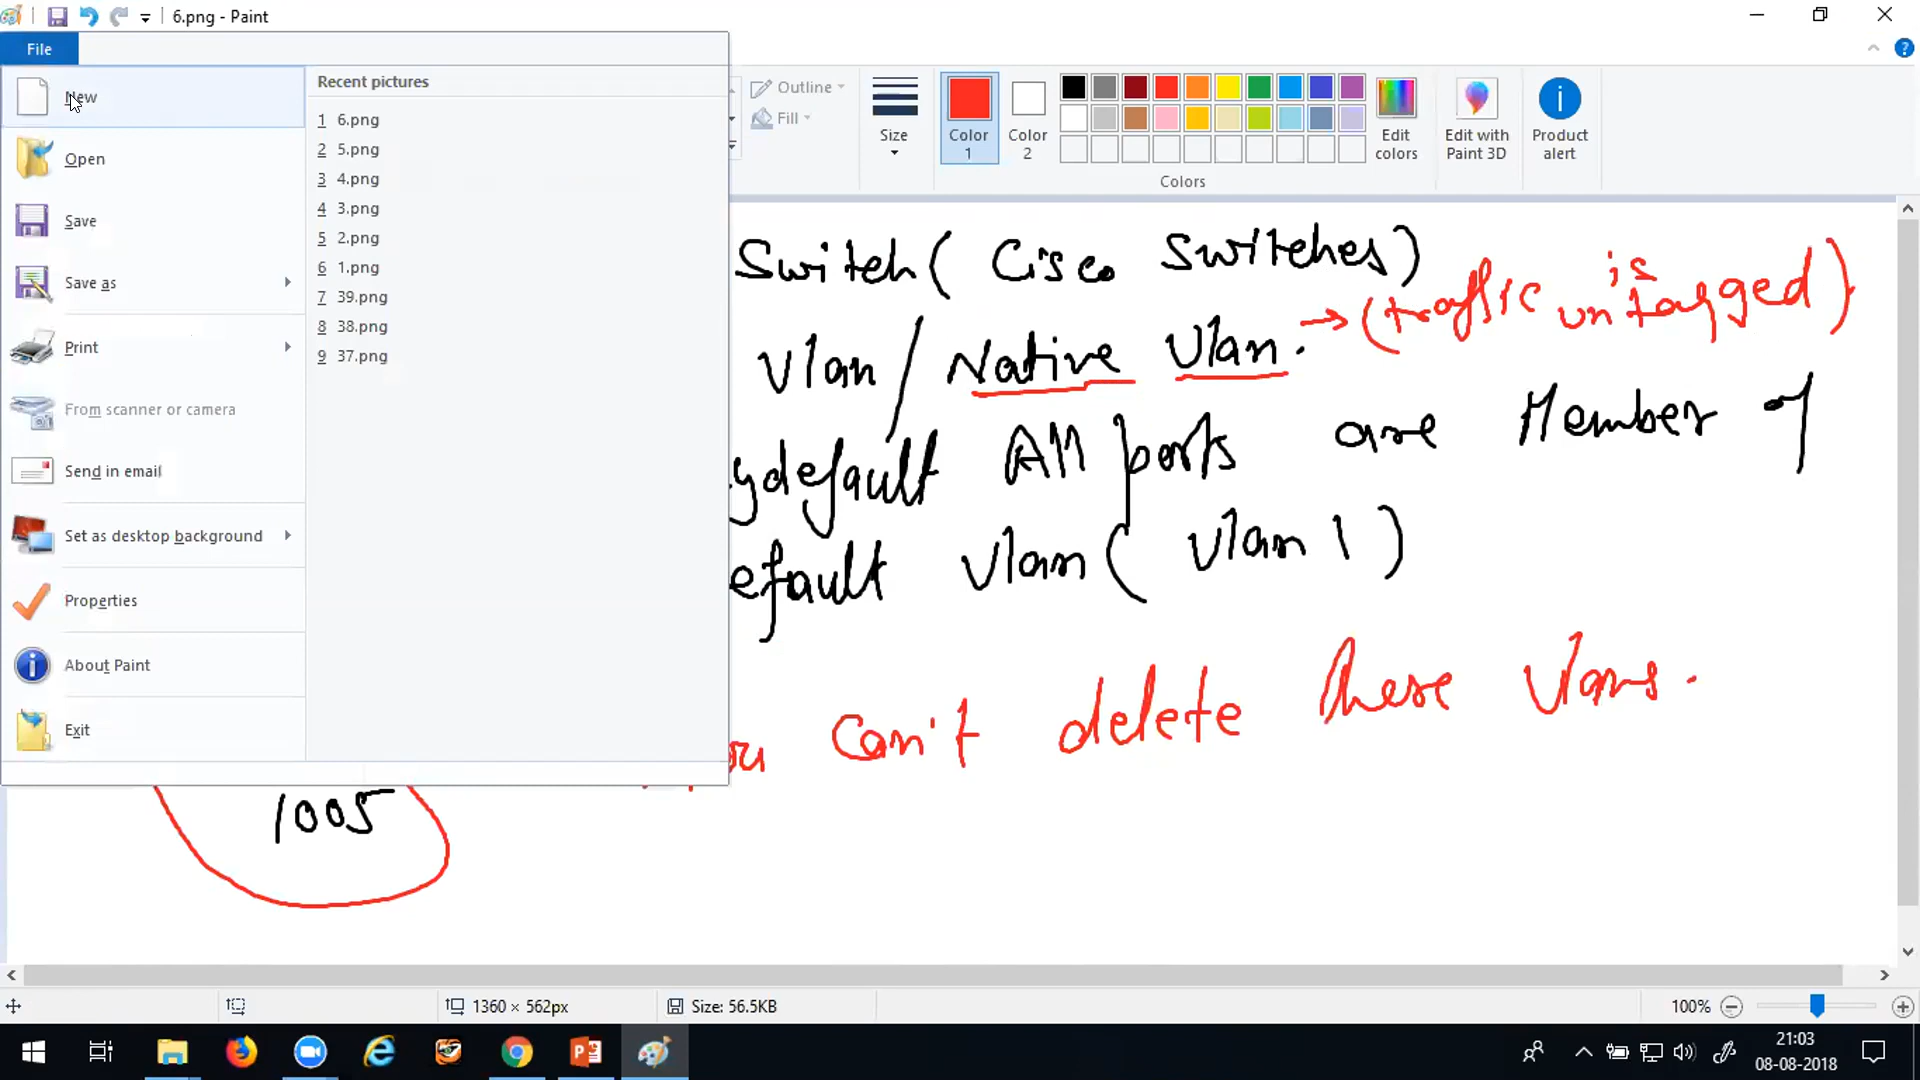 6.png - Paint
File
New
Open
Save
Save as
Print
From scanner or camera
Send in email
Set as desktop background
Properties
About Paint
Exit
Recent pictures
1 6.png
2 5.png
3 4.png
4 3.png
5 2.png
6 1.png
7 39.png
8 38.png
9 37.png
Outline
Fill
Size
Color 1
Color 2
Edit colors
Edit with Paint 3D
Product alert
Colors
Switch( Cisco Switches)
Vlan/ Native Vlan. → (traffic is untagged)
ydefault All ports are Member of
efault Vlan( Vlan 1 )
ou can't delete these Vlans.
1005
1360 × 562px
Size: 56.5KB
100%
21:03
08-08-2018